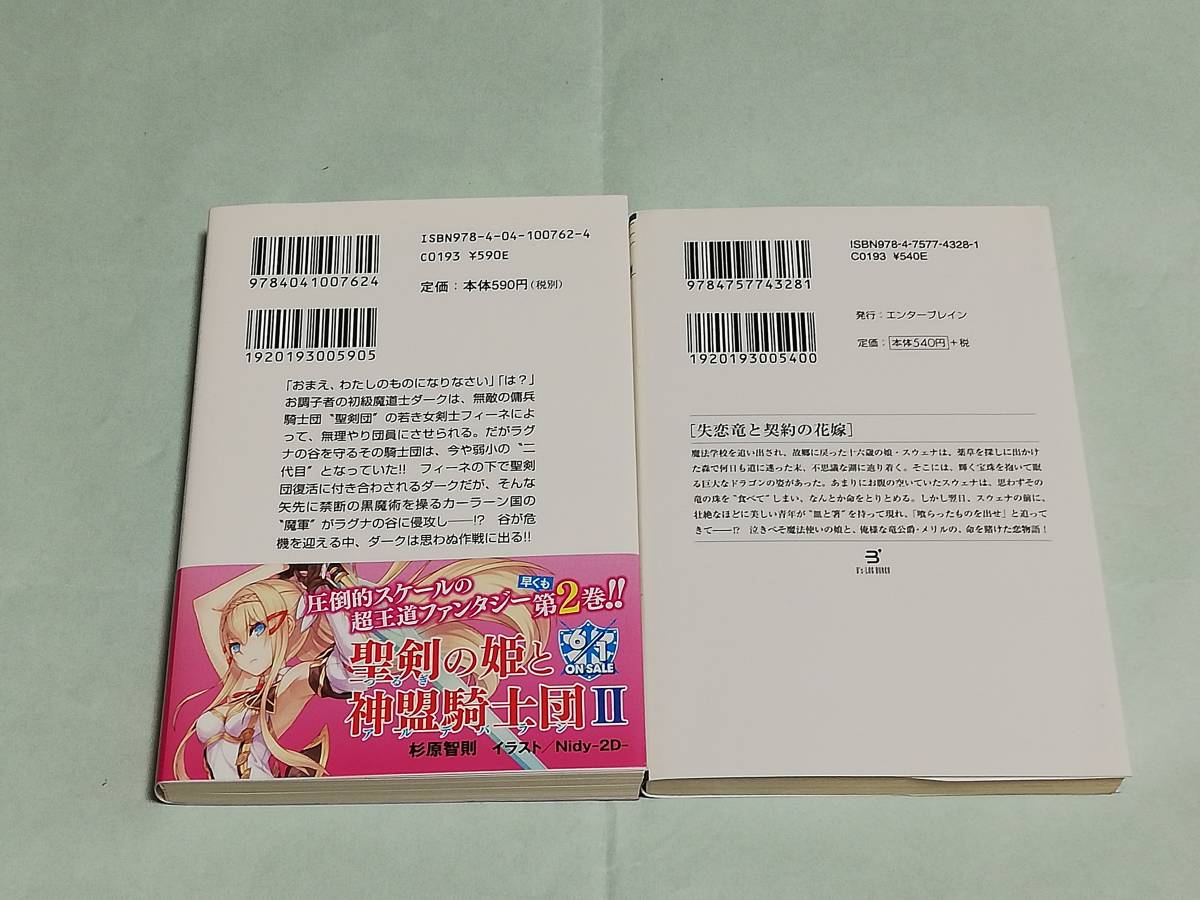 ISBN978-4-04-100762-4
C0193 ¥590E
9784041007624
定価：本体590円(税別)
1920193005905
「おまえ、わたしのものになりなさい」「は？」
お調子者の初級魔道士ダークは、無敵の傭兵
騎士団〝聖剣団〟の若き女剣士フィーネによ
って、無理やり団員にさせられる。だがラグ
ナの谷を守るその騎士団は、今や弱小の〝二
代目〟となっていた!!　フィーネの下で聖剣
団復活に付き合わされるダークだが、そんな
矢先に禁断の黒魔術を操るカーラーン国の
〝魔軍〟がラグナの谷に侵攻し――!?　谷が危
機を迎える中、ダークは思わぬ作戦に出る!!
圧倒的スケールの
超王道ファンタジー
早くも
第2巻!!
聖剣の姫と
つるぎ
神盟騎士団Ⅱ
アルデバラン
6/1
ON SALE
杉原智則　イラスト／Nidy-2D-
ISBN978-4-7577-4328-1
C0193 ¥540E
9784757743281
発行：エンターブレイン
1920193005400
定価：本体540円+税
[失恋竜と契約の花嫁]
魔法学校を追い出され、故郷に戻った十六歳の娘・スウェナは、薬草を探しに出かけ
た森で何日も道に迷った末、不思議な湖に辿り着く。そこには、輝く宝珠を抱いて眠
る巨大なドラゴンの姿があった。あまりにお腹の空いていたスウェナは、思わずその
竜の珠を〝食べて〟しまい、なんとか命をとりとめる。しかし翌日、スウェナの前に、
壮絶なほどに美しい青年が〝皿と箸〟を持って現れ、「喰らったものを出せ」と迫って
きて――!?　泣きべそ魔法使いの娘と、俺様な竜公爵・メリルの、命を賭けた恋物語！
B's-LOG BUNKO